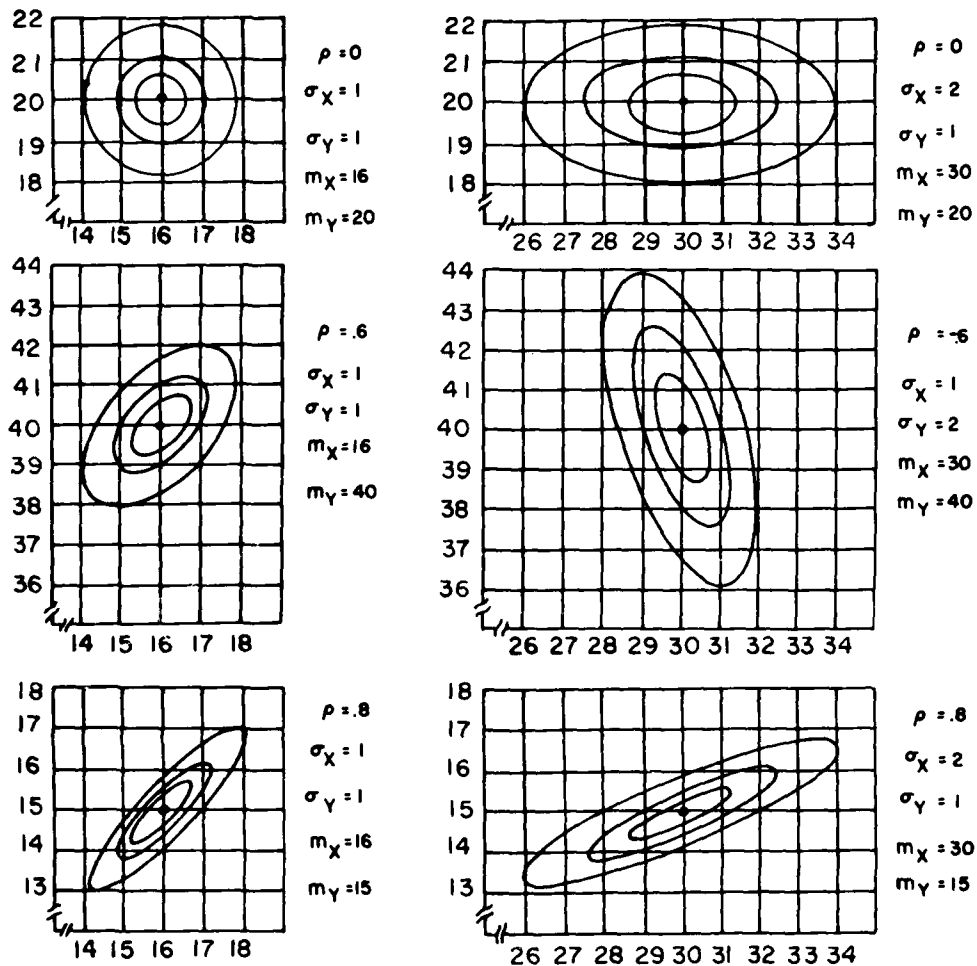 22
21
20
19
18
14 15 16 17 18
ρ = 0
σX = 1
σY = 1
mX = 16
mY = 20
22
21
20
19
18
26 27 28 29 30 31 32 33 34
ρ = 0
σX = 2
σY = 1
mX = 30
mY = 20
44
43
42
41
40
39
38
37
36
14 15 16 17 18
ρ = .6
σX = 1
σY = 1
mX = 16
mY = 40
44
43
42
41
40
39
38
37
36
26 27 28 29 30 31 32 33 34
ρ = -.6
σX = 1
σY = 2
mX = 30
mY = 40
18
17
16
15
14
13
14 15 16 17 18
ρ = .8
σX = 1
σY = 1
mX = 16
mY = 15
18
17
16
15
14
13
26 27 28 29 30 31 32 33 34
ρ = .8
σX = 2
σY = 1
mX = 30
mY = 15